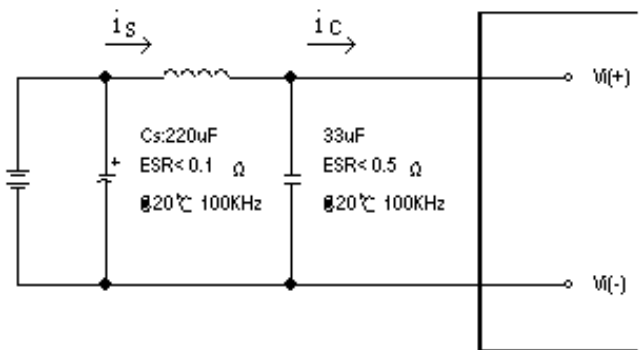 iS
iC
Vi(+)
Cs:220uF
ESR<0.1 Ω
@20℃ 100KHz
33uF
ESR<0.5 Ω
@20℃ 100KHz
+
Vi(-)